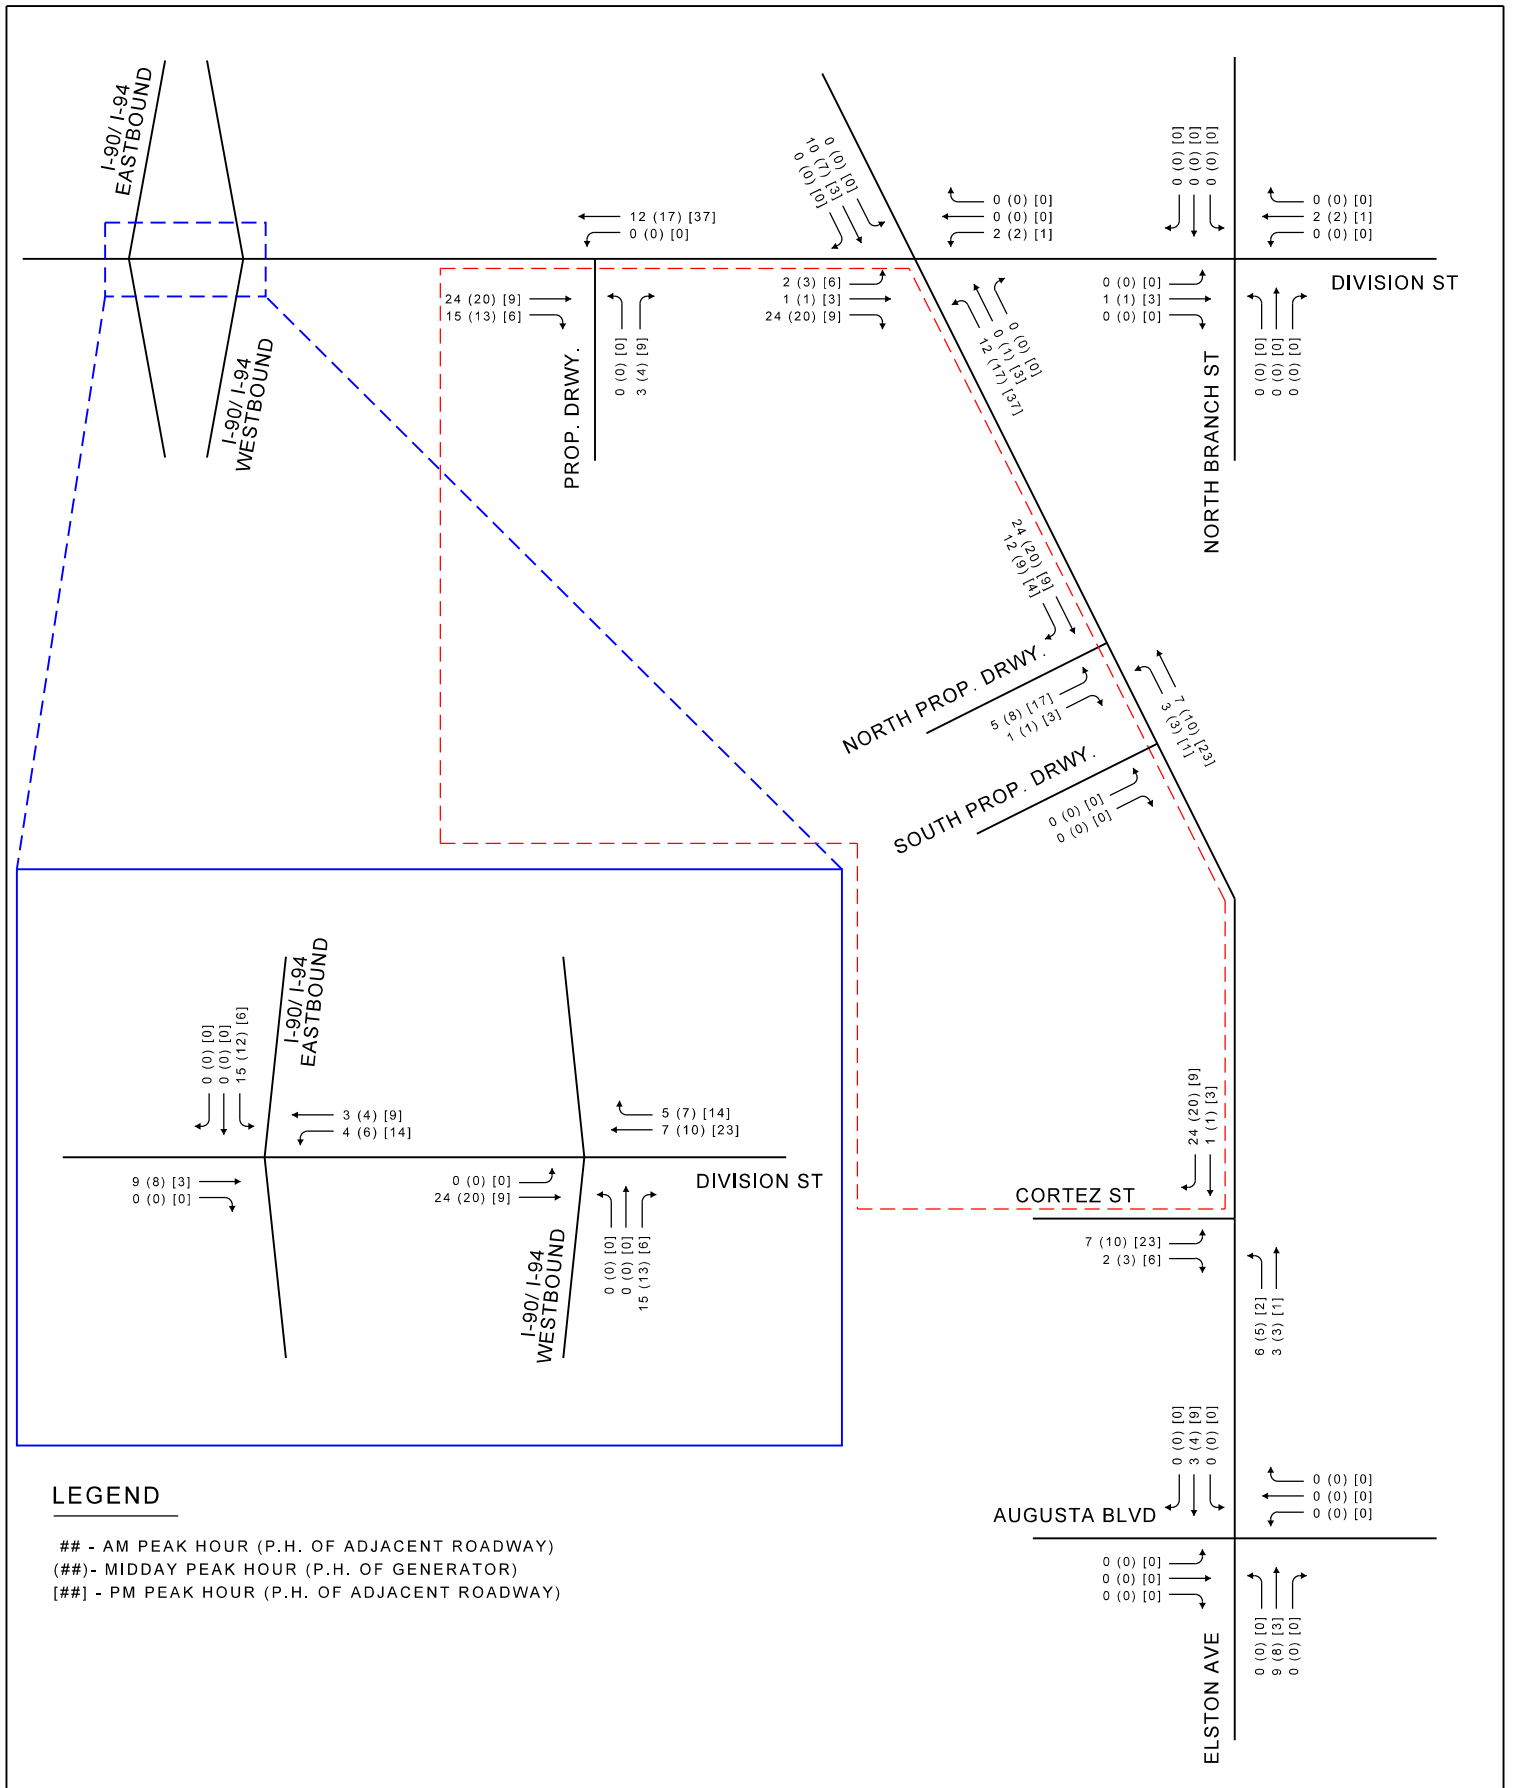 I-90/ I-94
EASTBOUND
0 (0) [0]
10 (7) [3]
0 (0) [0]
0 (0) [0]
0 (0) [0]
0 (0) [0]
12 (17) [37]
0 (0) [0]
0 (0) [0]
0 (0) [0]
2 (2) [1]
0 (0) [0]
2 (2) [1]
0 (0) [0]
DIVISION ST
24 (20) [9]
15 (13) [6]
0 (0) [0]
3 (4) [9]
2 (3) [6]
1 (1) [3]
24 (20) [9]
0 (0) [0]
0 (1) [3]
12 (17) [37]
0 (0) [0]
1 (1) [3]
0 (0) [0]
0 (0) [0]
0 (0) [0]
0 (0) [0]
I-90/ I-94
WESTBOUND
PROP. DRWY.
NORTH BRANCH ST
24 (20) [9]
12 (9) [4]
NORTH PROP. DRWY.
5 (8) [17]
1 (1) [3]
7 (10) [23]
3 (3) [1]
SOUTH PROP. DRWY.
0 (0) [0]
0 (0) [0]
I-90/ I-94
EASTBOUND
0 (0) [0]
0 (0) [0]
15 (12) [6]
3 (4) [9]
4 (6) [14]
5 (7) [14]
7 (10) [23]
9 (8) [3]
0 (0) [0]
0 (0) [0]
24 (20) [9]
DIVISION ST
I-90/ I-94
WESTBOUND
0 (0) [0]
0 (0) [0]
15 (13) [6]
24 (20) [9]
1 (1) [3]
CORTEZ ST
7 (10) [23]
2 (3) [6]
6 (5) [2]
3 (3) [1]
0 (0) [0]
3 (4) [9]
0 (0) [0]
0 (0) [0]
0 (0) [0]
0 (0) [0]
AUGUSTA BLVD
0 (0) [0]
0 (0) [0]
0 (0) [0]
0 (0) [0]
9 (8) [3]
0 (0) [0]
ELSTON AVE
LEGEND
## - AM PEAK HOUR (P.H. OF ADJACENT ROADWAY)
(##)- MIDDAY PEAK HOUR (P.H. OF GENERATOR)
[##] - PM PEAK HOUR (P.H. OF ADJACENT ROADWAY)